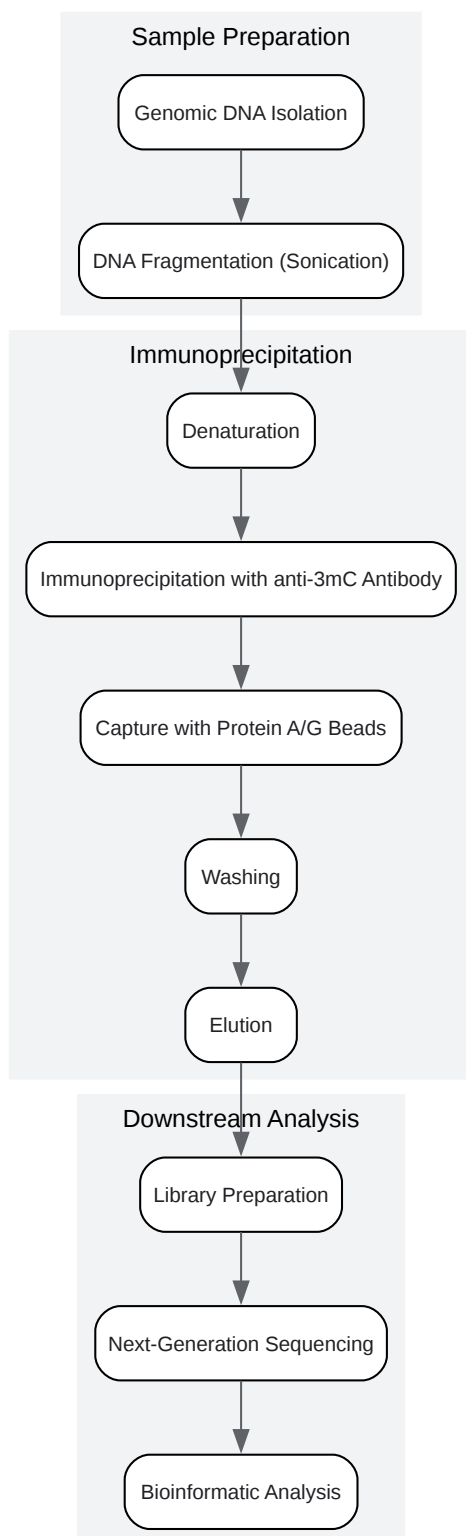 Sample Preparation
Genomic DNA Isolation
DNA Fragmentation (Sonication)
Immunoprecipitation
Denaturation
Immunoprecipitation with anti-3mC Antibody
Capture with Protein A/G Beads
Washing
Elution
Downstream Analysis
Library Preparation
Next-Generation Sequencing
Bioinformatic Analysis